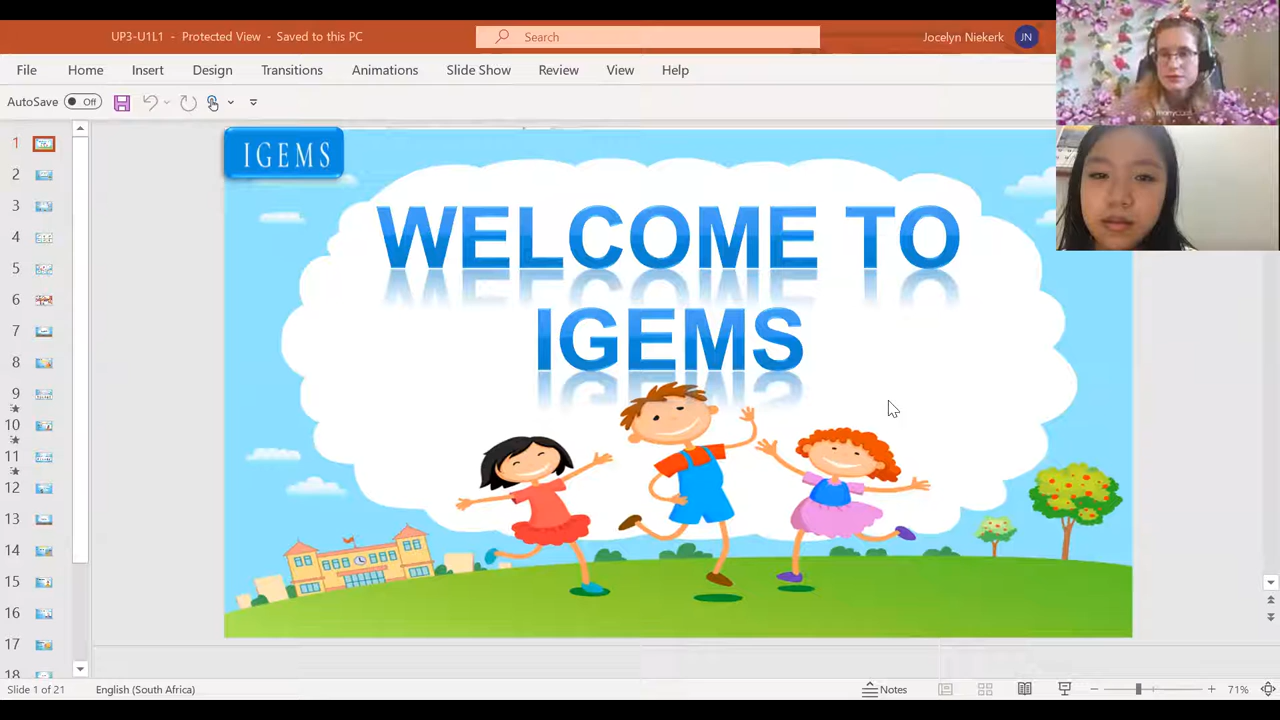 UP3-U1L1 - Protected View - Saved to this PC
Search
Jocelyn Niekerk JN
File Home Insert Design Transitions Animations Slide Show Review View Help
AutoSave Off
IGEMS
WELCOME TO
IGEMS
1
2
3
4
5
6
7
8
9
10
11
12
13
14
15
16
17
18
Slide 1 of 21 English (South Africa) Notes 71%